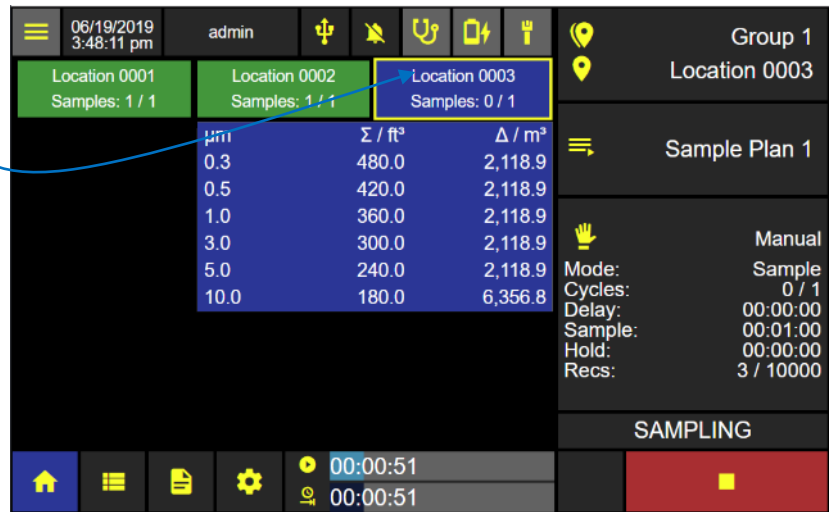 06/19/2019
3:48:11 pm
admin
Group 1
Location 0003
Location 0001
Samples: 1 / 1
Location 0002
Samples: 1 / 1
Location 0003
Samples: 0 / 1
µm Σ / ft³ Δ / m³
0.3 480.0 2,118.9
0.5 420.0 2,118.9
1.0 360.0 2,118.9
3.0 300.0 2,118.9
5.0 240.0 2,118.9
10.0 180.0 6,356.8
Sample Plan 1
Manual
Mode: Sample
Cycles: 0 / 1
Delay: 00:00:00
Sample: 00:01:00
Hold: 00:00:00
Recs: 3 / 10000
SAMPLING
00:00:51
00:00:51